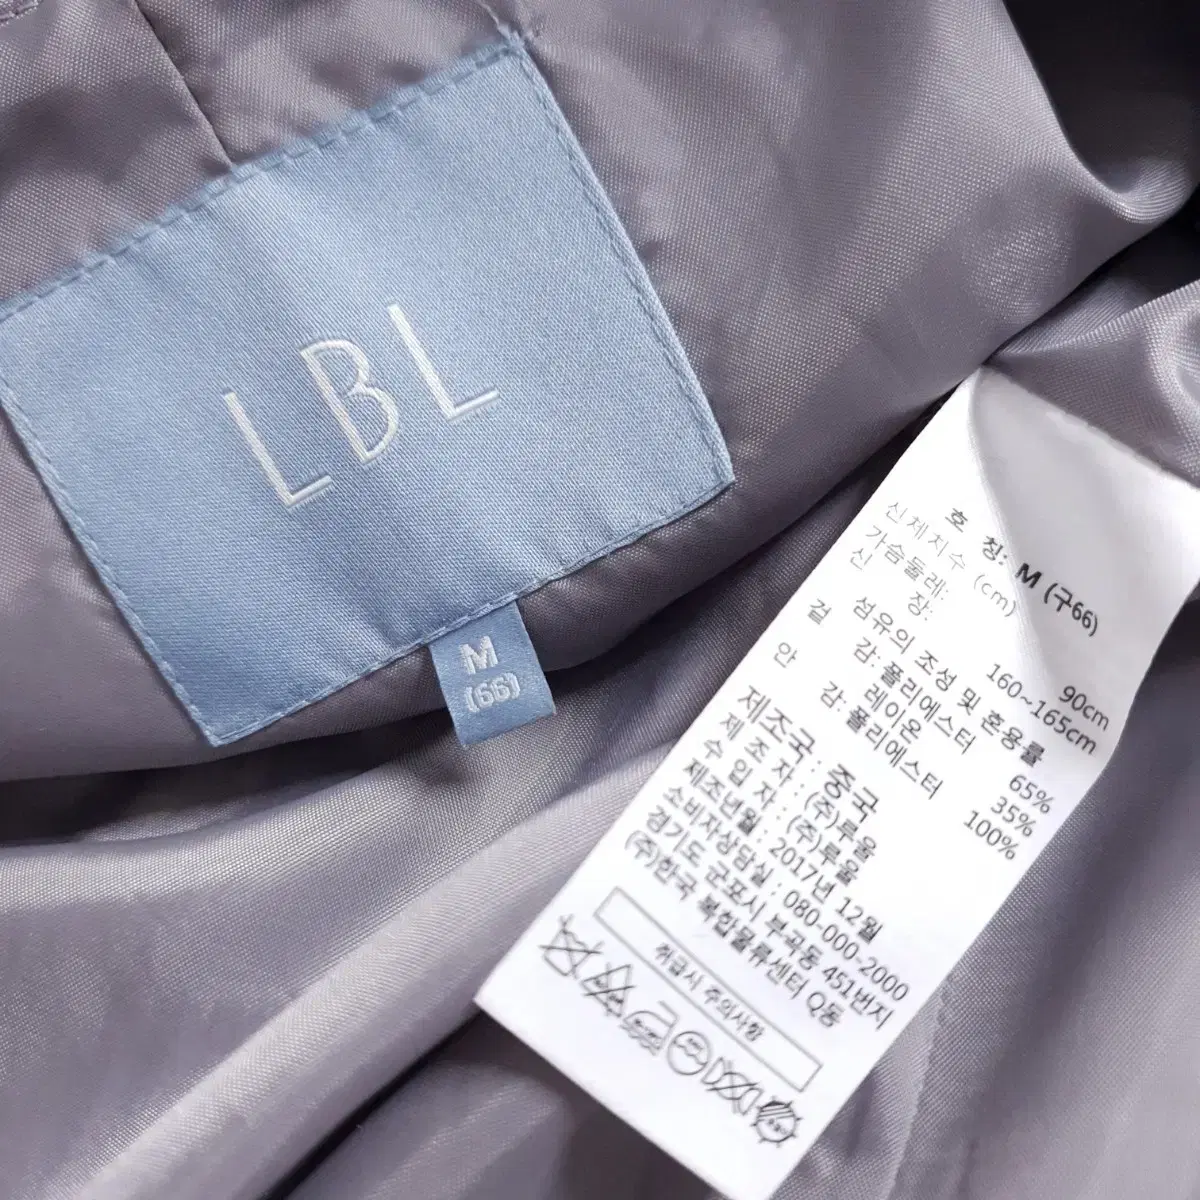 LBL
M
(66)
호 칭: M (구66)
신체치수 (cm)
가슴둘레: 90cm
신 장: 160~165cm
섬유의 조성 및 혼용률
겉 감: 폴리에스터 65%
레이온 35%
안 감: 폴리에스터 100%
제조국 : 중국
제 조 자 : (주)루율
수 입 자 : (주)루율
제조년월 : 2017년 12월
소비자상담실 : 080-000-2000
경기도 군포시 부곡동 451번지
(주)한국 복합물류센터 Q동
취급시 주의사항